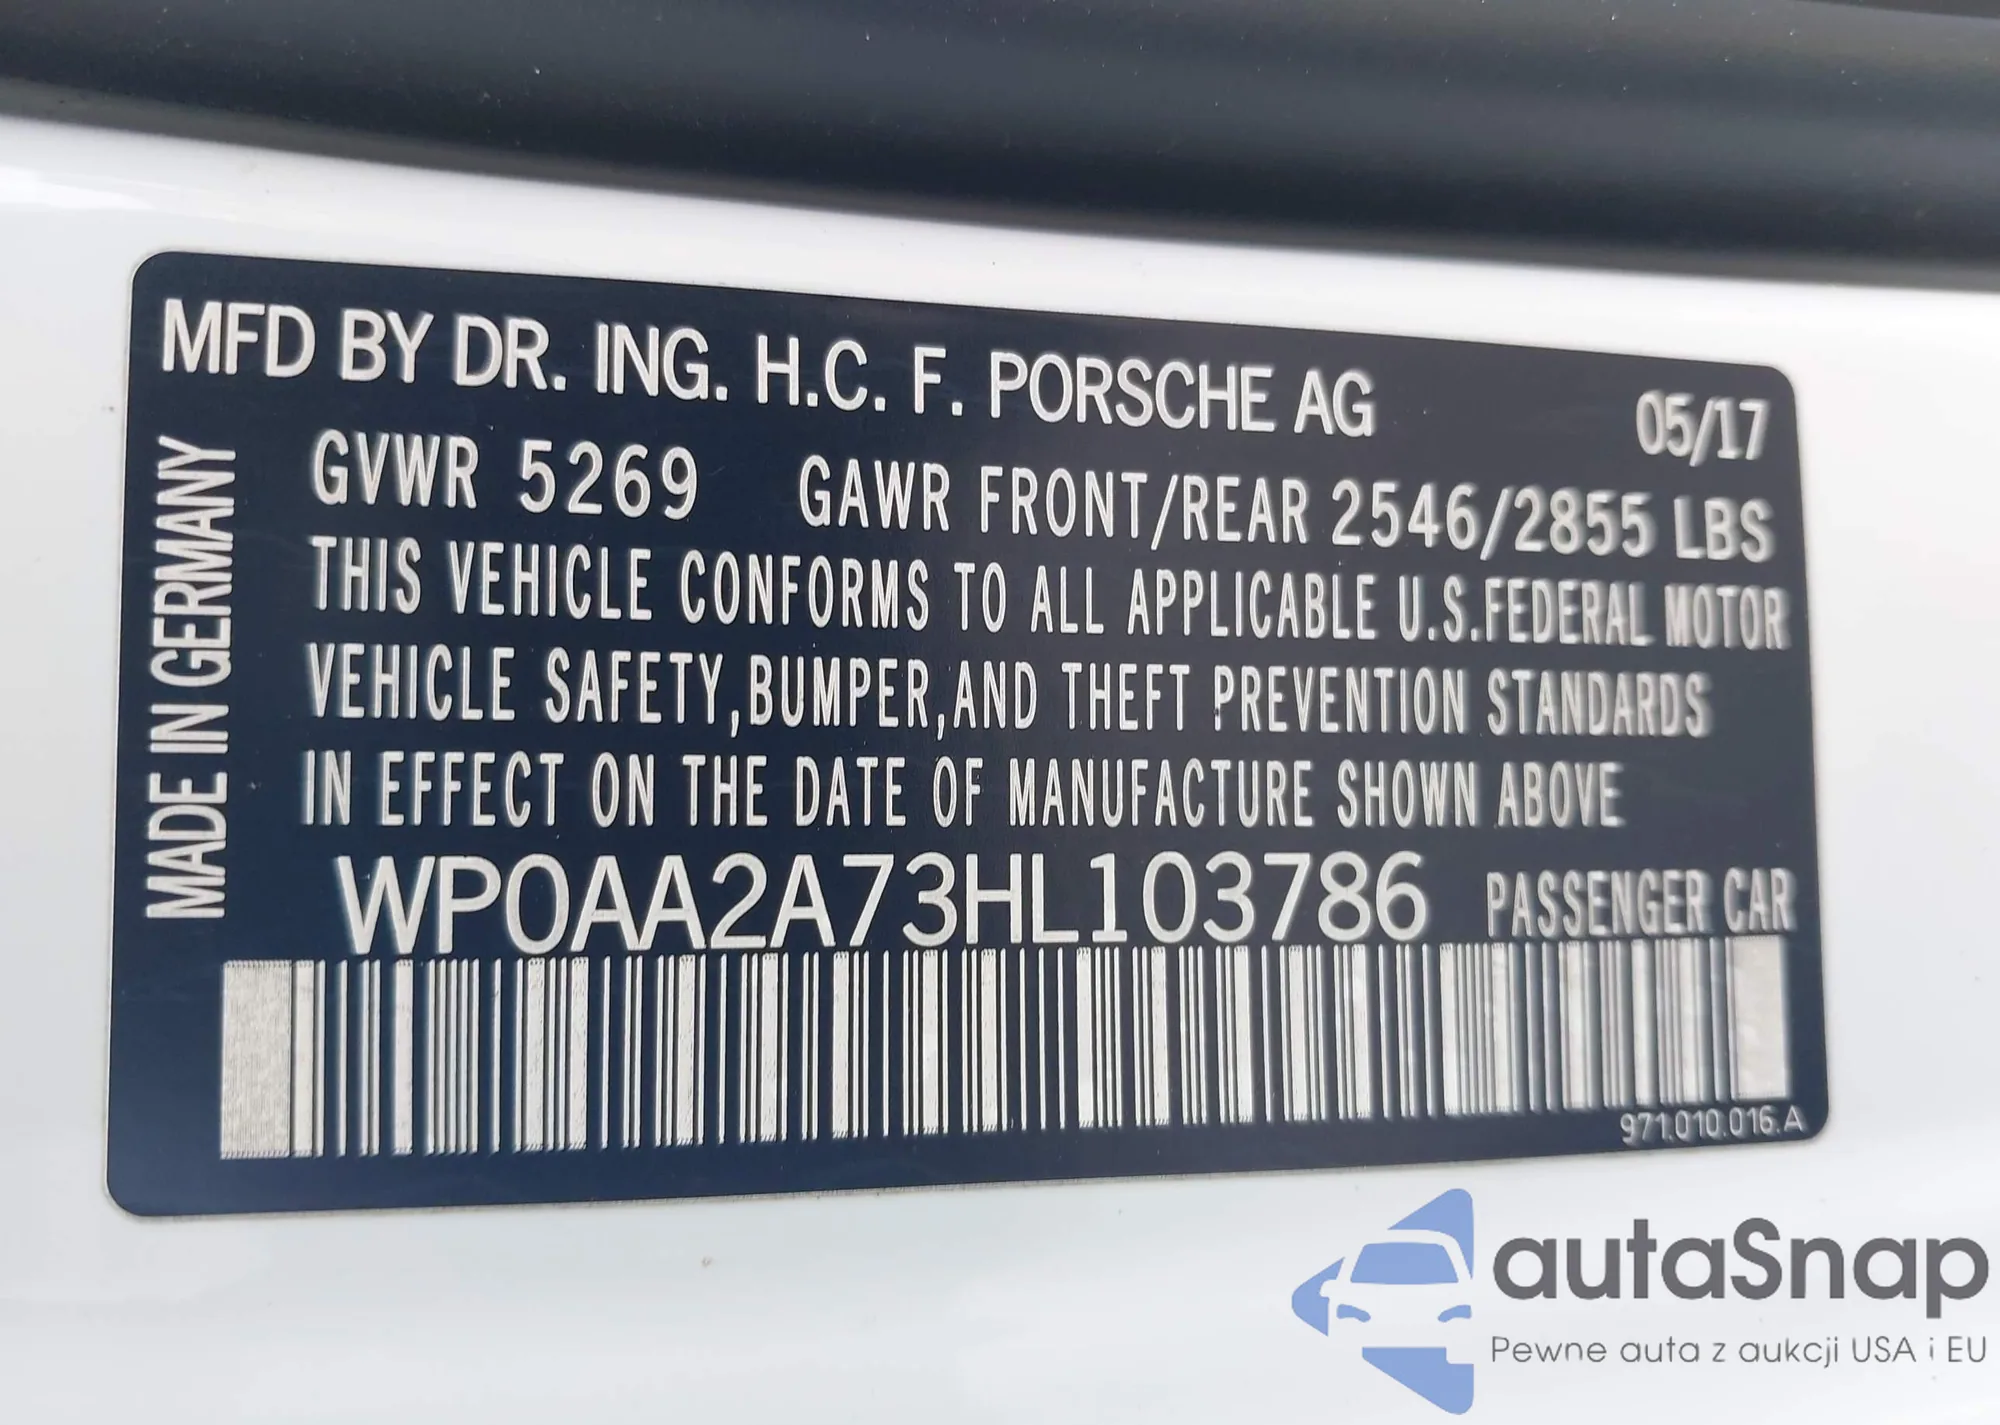 MFD BY DR. ING. H.C. F. PORSCHE AG
05/17
MADE IN GERMANY
GVWR 5269 GAWR FRONT/REAR 2546/2855 LBS
THIS VEHICLE CONFORMS TO ALL APPLICABLE U.S.FEDERAL MOTOR
VEHICLE SAFETY,BUMPER,AND THEFT PREVENTION STANDARDS
IN EFFECT ON THE DATE OF MANUFACTURE SHOWN ABOVE
WP0AA2A73HL103786 PASSENGER CAR
971.010.016.A
autaSnap
Pewne auta z aukcji USA i EU